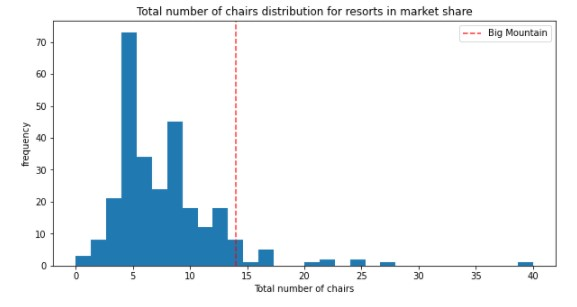 Total number of chairs distribution for resorts in market share
Big Mountain
70
60
50
40
30
20
10
0
frequency
0 5 10 15 20 25 30 35 40
Total number of chairs